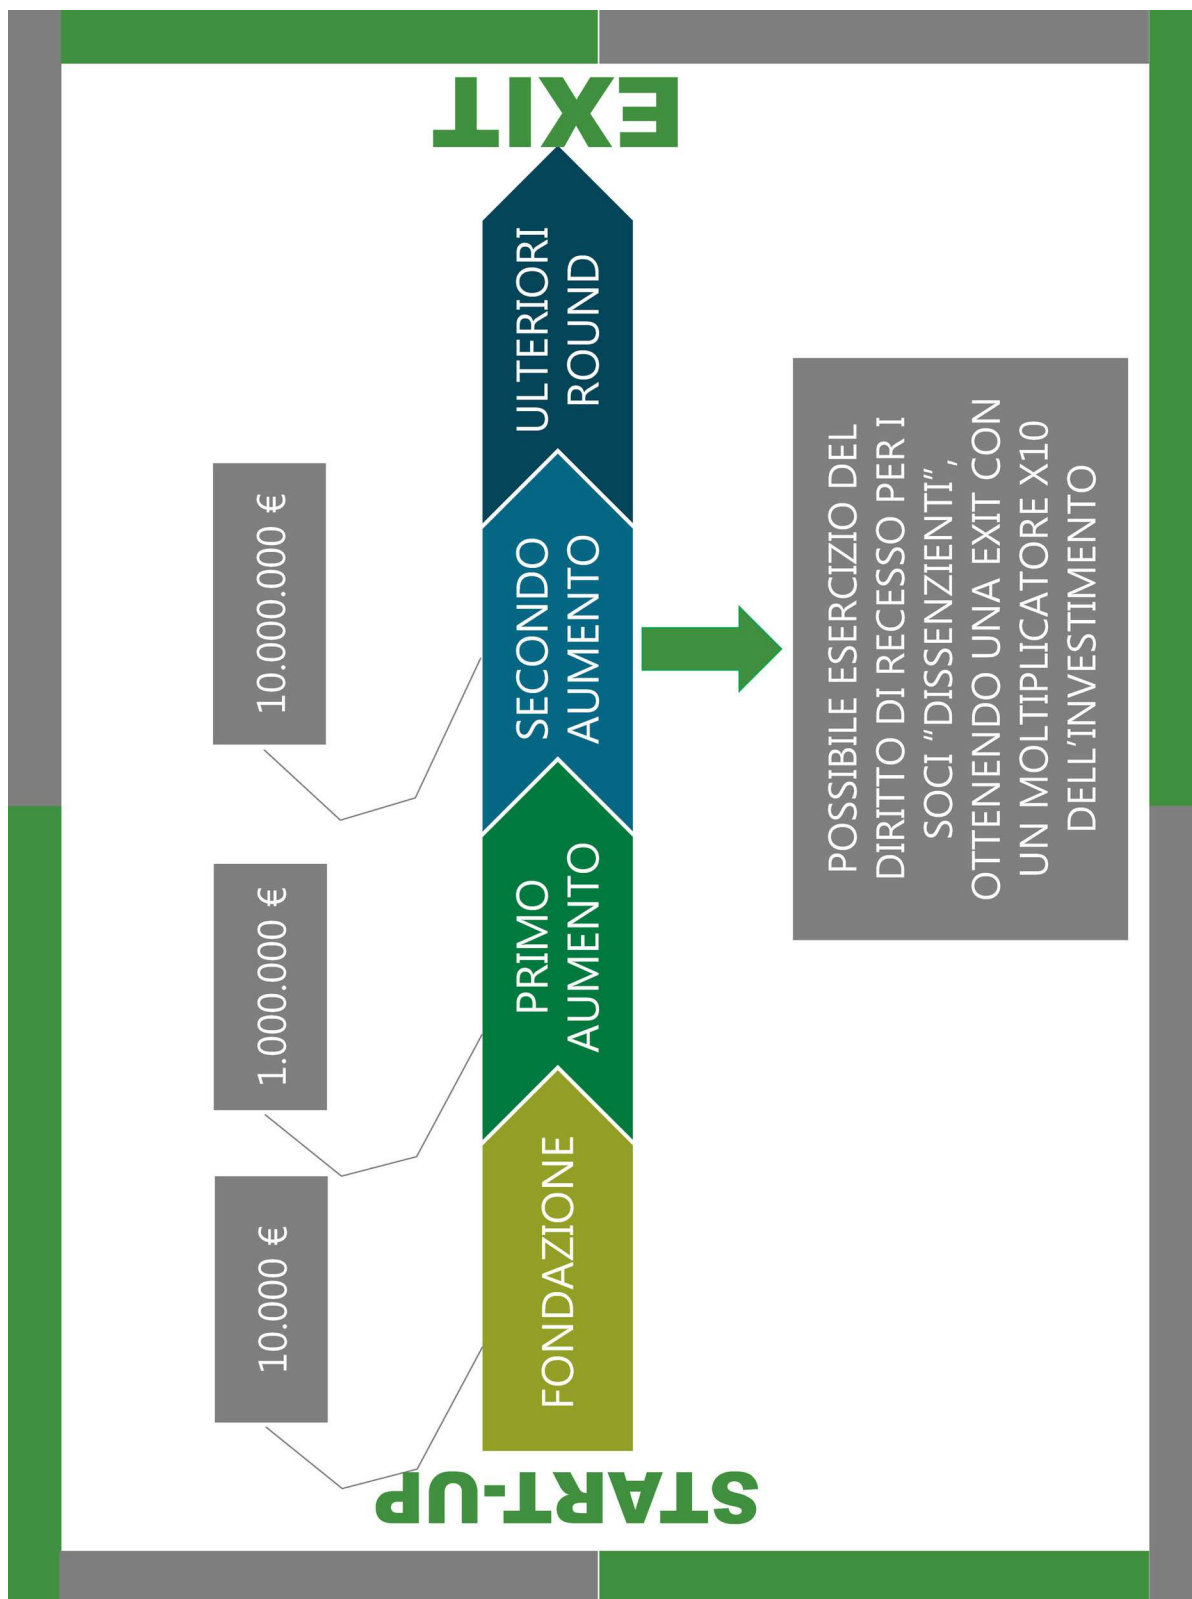 START-UP
10.000 €
1.000.000 €
10.000.000 €
FONDAZIONE
PRIMO
AUMENTO
SECONDO
AUMENTO
ULTERIORI
ROUND
EXIT
POSSIBILE ESERCIZIO DEL
DIRITTO DI RECESSO PER I
SOCI "DISSENZIENTI",
OTTENENDO UNA EXIT CON
UN MOLTIPLICATORE X10
DELL'INVESTIMENTO